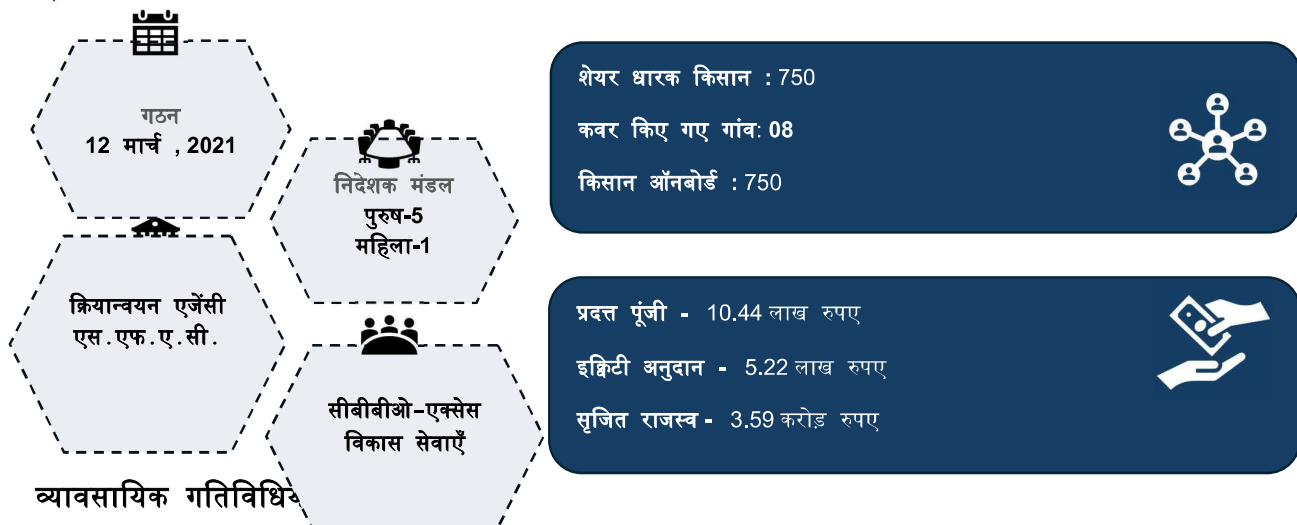 गठन
12 मार्च , 2021
निदेशक मंडल
पुरुष-5
महिला-1
क्रियान्वयन एजेंसी
एस.एफ.ए.सी.
सीबीबीओ-एक्सेस
विकास सेवाएँ
शेयर धारक किसान : 750
कवर किए गए गांव: 08
किसान ऑनबोर्ड : 750
प्रदत्त पूंजी - 10.44 लाख रुपए
इक्विटी अनुदान - 5.22 लाख रुपए
सृजित राजस्व - 3.59 करोड़ रुपए
व्यावसायिक